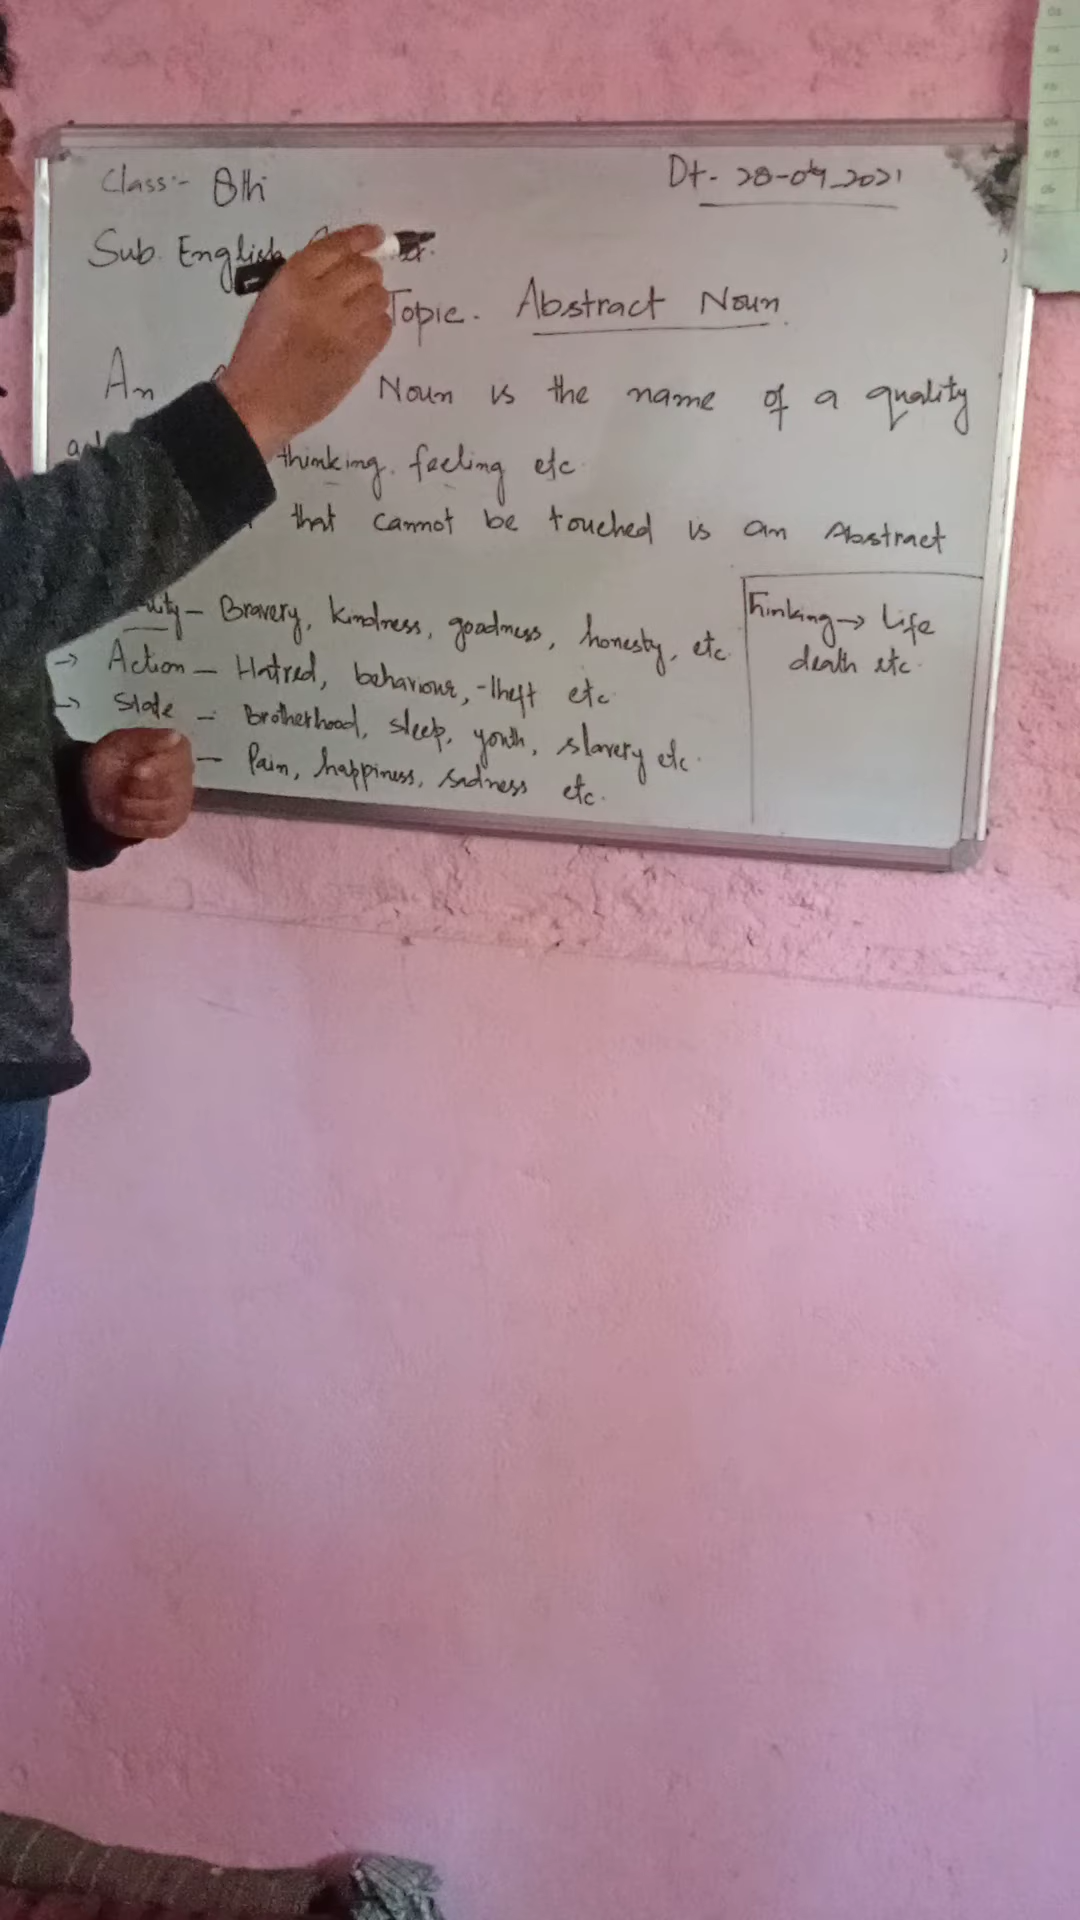 Class:- 8th
Dt- 28-04-2021
Sub. English
Topic. Abstract Noun.
An Noun is the name of a quality
thinking, feeling etc.
that cannot be touched is an Abstract
Bravery, kindness, goodness, honesty, etc
→ Action - Hatred, behaviour, theft etc
→ State - Brotherhood, sleep, youth, slavery etc.
- Pain, happiness, sadness etc.
Thinking → Life
death etc.